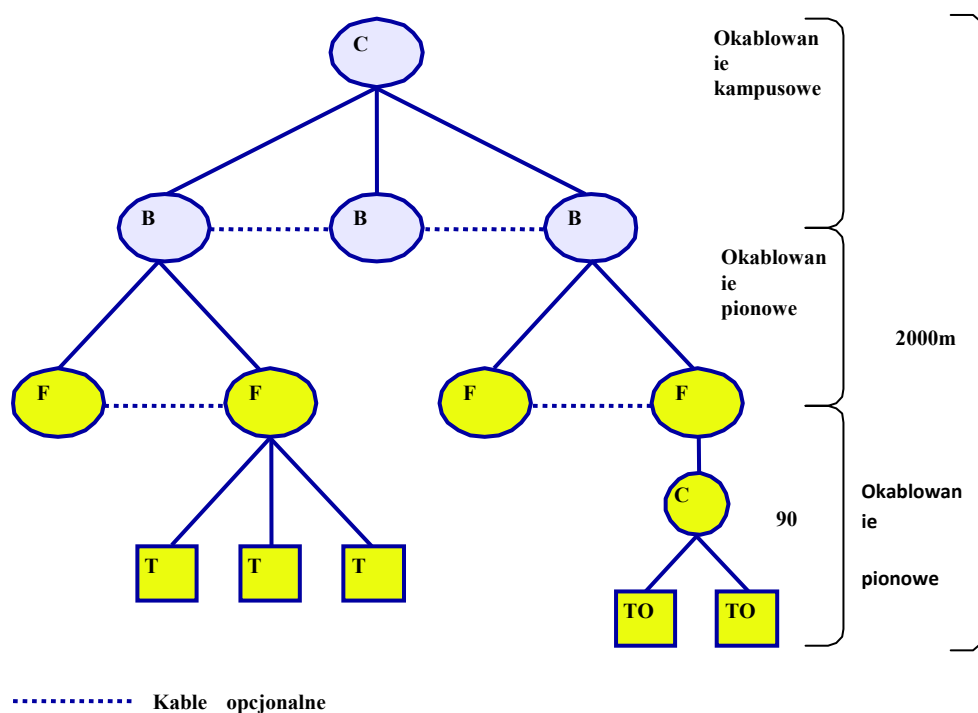 C
Okablowan
ie
kampusowe
B
B
B
Okablowan
ie
pionowe
2000m
F
F
F
F
C
90
Okablowan
ie
pionowe
T
T
T
TO
TO
Kable opcjonalne